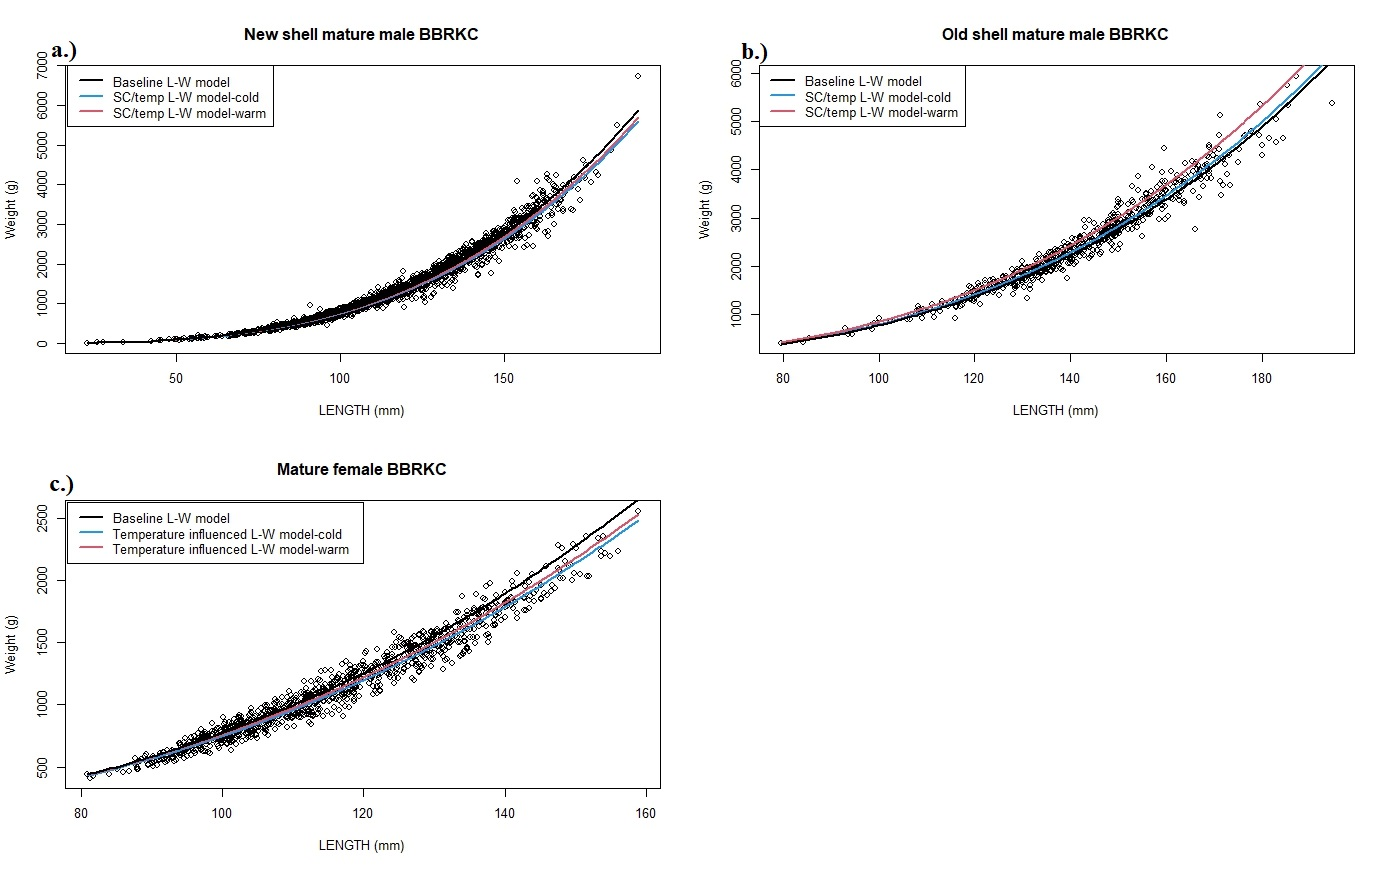 a.)
New shell mature male BBRKC
Baseline L-W model
SC/temp L-W model-cold
SC/temp L-W model-warm
Weight (g)
7000
6000
5000
4000
3000
2000
1000
0
50 100 150
LENGTH (mm)
b.)
Old shell mature male BBRKC
Baseline L-W model
SC/temp L-W model-cold
SC/temp L-W model-warm
Weight (g)
6000
5000
4000
3000
2000
1000
80 100 120 140 160 180
LENGTH (mm)
c.)
Mature female BBRKC
Baseline L-W model
Temperature influenced L-W model-cold
Temperature influenced L-W model-warm
Weight (g)
2500
2000
1500
1000
500
80 100 120 140 160
LENGTH (mm)